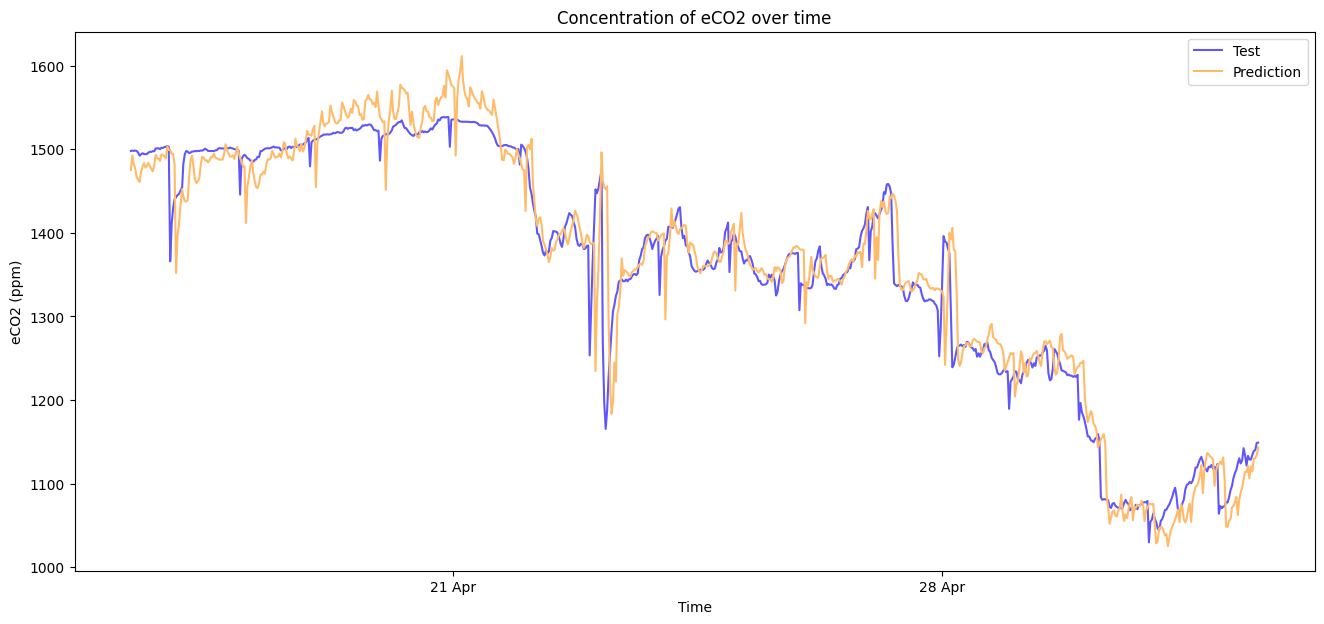 Concentration of eCO2 over time
Test
Prediction
eCO2 (ppm)
1600
1500
1400
1300
1200
1100
1000
21 Apr
28 Apr
Time